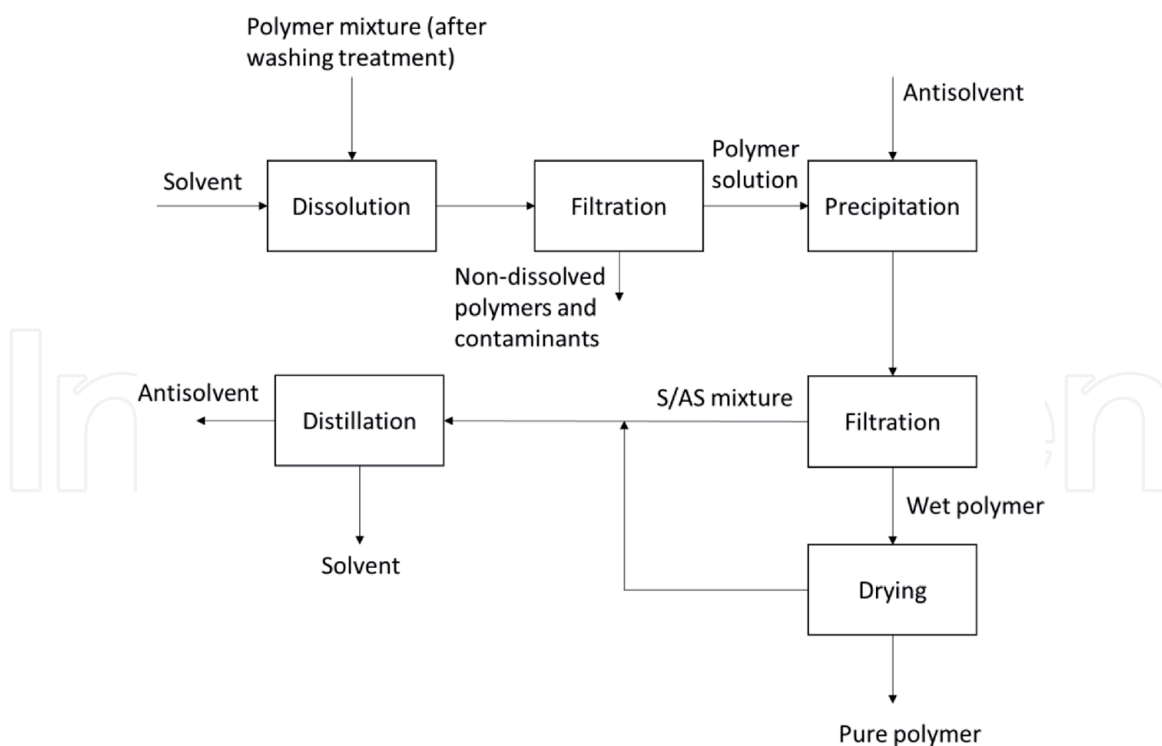 Polymer mixture (after
washing treatment)
Antisolvent
Solvent
Dissolution
Filtration
Polymer
solution
Precipitation
Non-dissolved
polymers and
contaminants
Antisolvent
Distillation
S/AS mixture
Filtration
Wet polymer
Solvent
Drying
Pure polymer